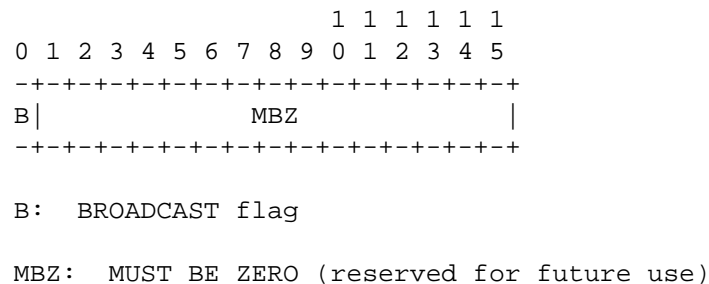 1 1 1 1 1 1
0 1 2 3 4 5 6 7 8 9 0 1 2 3 4 5
-+-+-+-+-+-+-+-+-+-+-+-+-+-+-+-+
B|             MBZ             |
-+-+-+-+-+-+-+-+-+-+-+-+-+-+-+-+
B:  BROADCAST flag
MBZ:  MUST BE ZERO (reserved for future use)